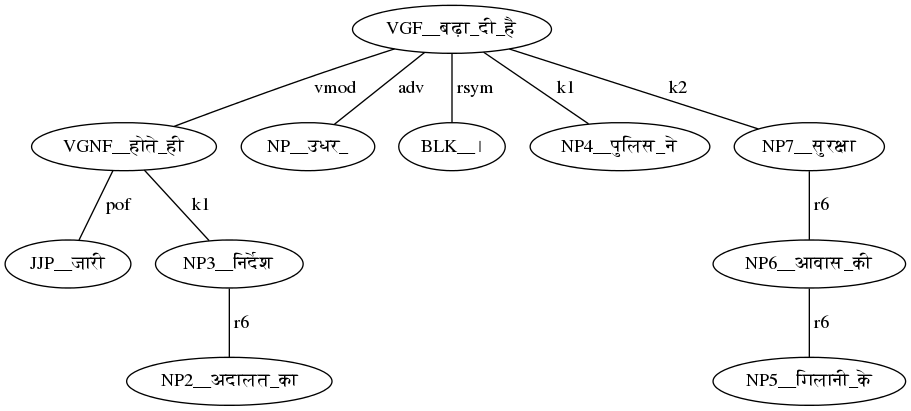 VGF__बढ़ा_दी_है
vmod adv rsym k1 k2
VGNF__होते_ही NP__उधर_ BLK__। NP4__पुलिस_ने NP7__सुरक्षा
pof k1 r6
JJP__जारी NP3__निर्देश NP6__आवास_की
r6 r6
NP2__अदालत_का NP5__गिलानी_के